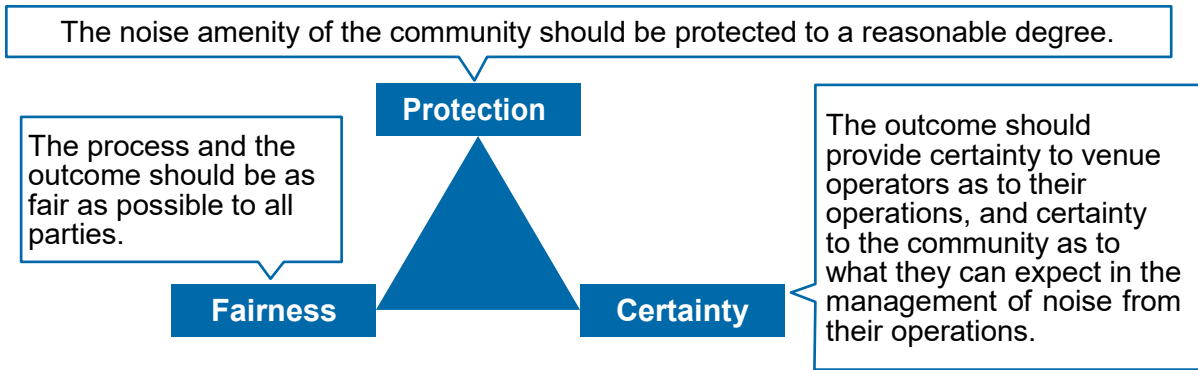 The noise amenity of the community should be protected to a reasonable degree.
Protection
The process and the
outcome should be as
fair as possible to all
parties.
Fairness
Certainty
The outcome should
provide certainty to venue
operators as to their
operations, and certainty
to the community as to
what they can expect in the
management of noise from
their operations.